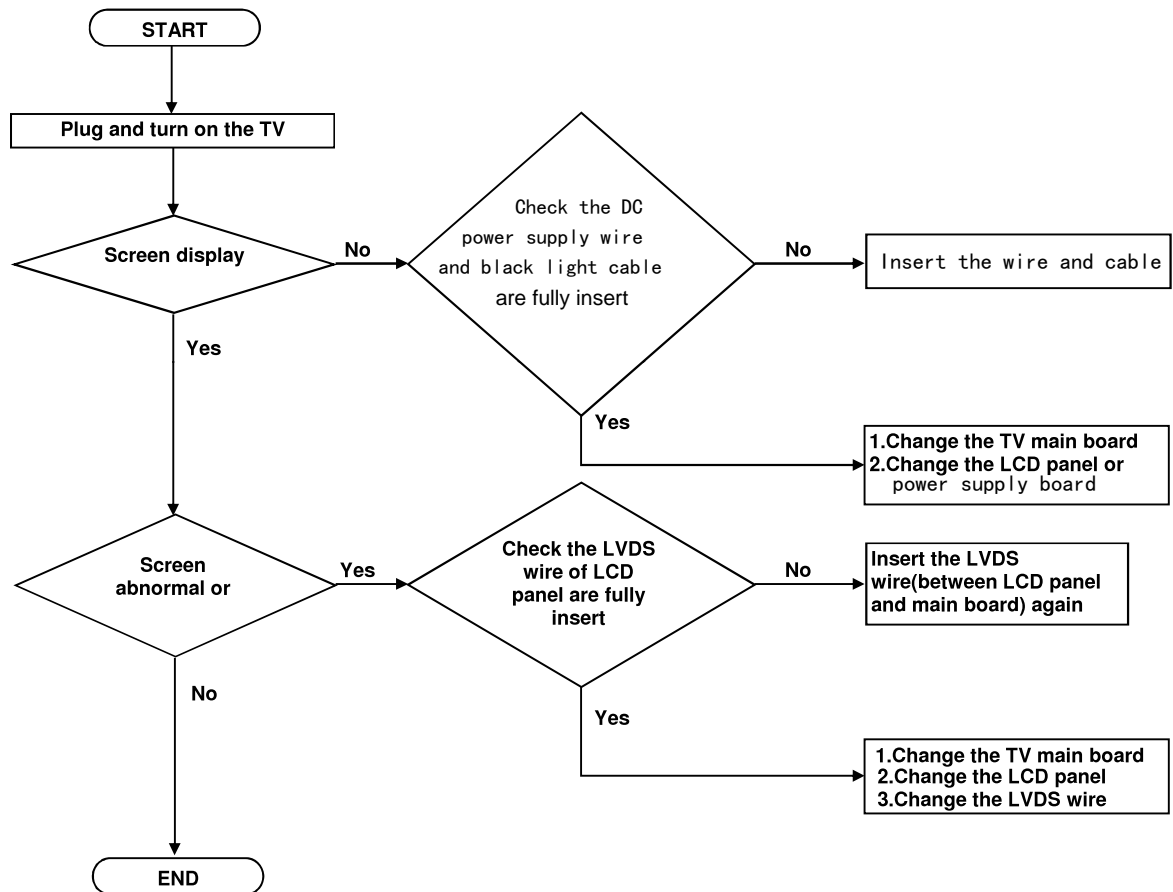 START
Plug and turn on the TV
Screen display
No
Check the DC
power supply wire
and black light cable
are fully insert
No
Insert the wire and cable
Yes
Yes
1.Change the TV main board
2.Change the LCD panel or
power supply board
Screen
abnormal or
Yes
Check the LVDS
wire of LCD
panel are fully
insert
No
Insert the LVDS
wire(between LCD panel
and main board) again
No
Yes
1.Change the TV main board
2.Change the LCD panel
3.Change the LVDS wire
END